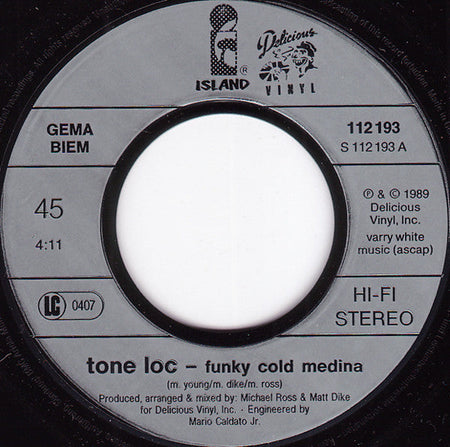 ISLAND®
Delicious
VINYL
GEMA
BIEM
112 193
S 112 193 A
45
4:11
℗ & © 1989
Delicious
Vinyl, Inc.
varry white
music (ascap)
LC 0407
HI-FI
STEREO
tone loc – funky cold medina
(m. young/m. dike/m. ross)
Produced, arranged & mixed by: Michael Ross & Matt Dike
for Delicious Vinyl, Inc. · Engineered by
Mario Caldato Jr.